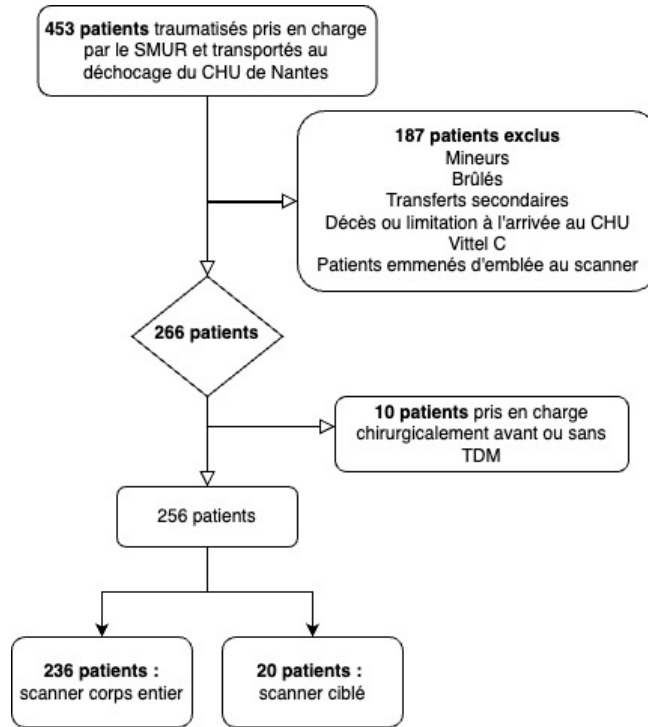 453 patients traumatisés pris en charge
par le SMUR et transportés au
déchocage du CHU de Nantes
187 patients exclus
Mineurs
Brûlés
Transferts secondaires
Décès ou limitation à l'arrivée au CHU
Vittel C
Patients emmenés d'emblée au scanner
266 patients
10 patients pris en charge
chirurgicalement avant ou sans
TDM
256 patients
236 patients :
scanner corps entier
20 patients :
scanner ciblé